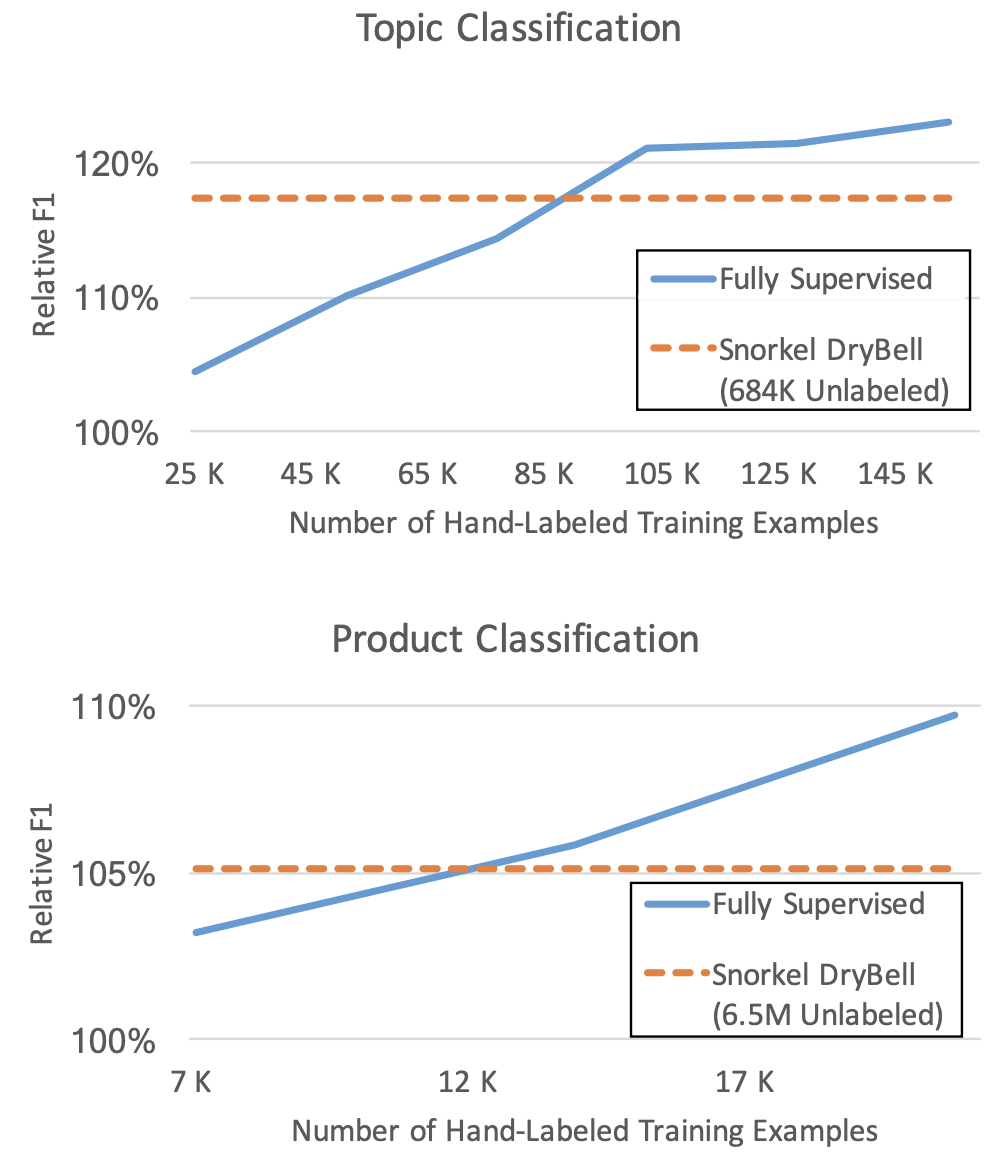 Topic Classification
120%
110%
100%
Relative F1
Fully Supervised
Snorkel DryBell
(684K Unlabeled)
25 K 45 K 65 K 85 K 105 K 125 K 145 K
Number of Hand-Labeled Training Examples
Product Classification
110%
105%
100%
Relative F1
Fully Supervised
Snorkel DryBell
(6.5M Unlabeled)
7 K 12 K 17 K
Number of Hand-Labeled Training Examples